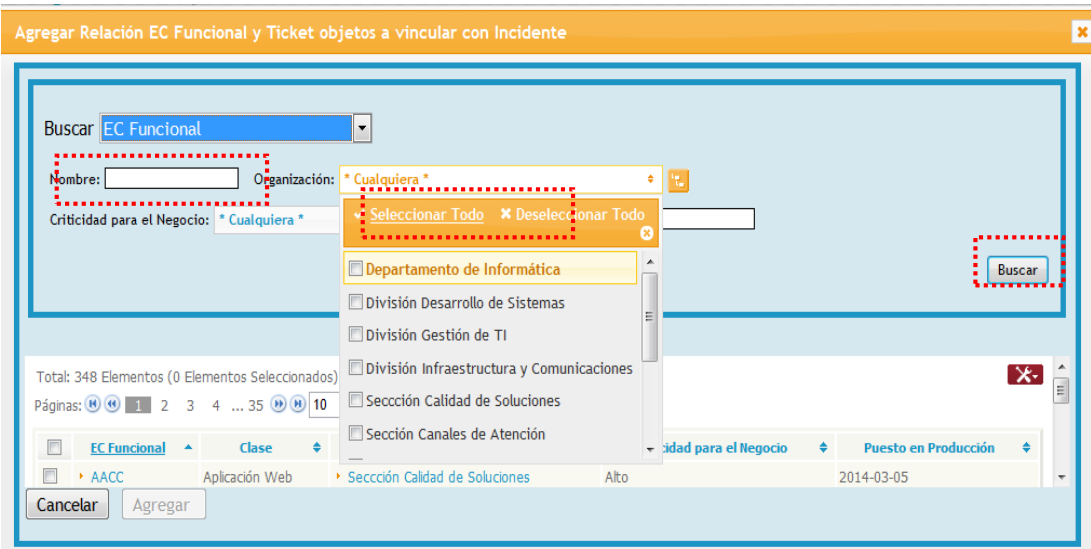 Agregar Relación EC Funcional y Ticket objetos a vincular con Incidente
Buscar EC Funcional
Nombre: Organización: * Cualquiera *
Criticidad para el Negocio: * Cualquiera *
Seleccionar Todo Deseleccionar Todo
Buscar
Departamento de Informática
División Desarrollo de Sistemas
División Gestión de TI
División Infraestructura y Comunicaciones
Seccción Calidad de Soluciones
Sección Canales de Atención
Total: 348 Elementos (0 Elementos Seleccionados)
Páginas: 1 2 3 4 ... 35 10
EC Funcional Clase cidad para el Negocio Puesto en Producción
AACC Aplicación Web Seccción Calidad de Soluciones Alto 2014-03-05
Cancelar Agregar